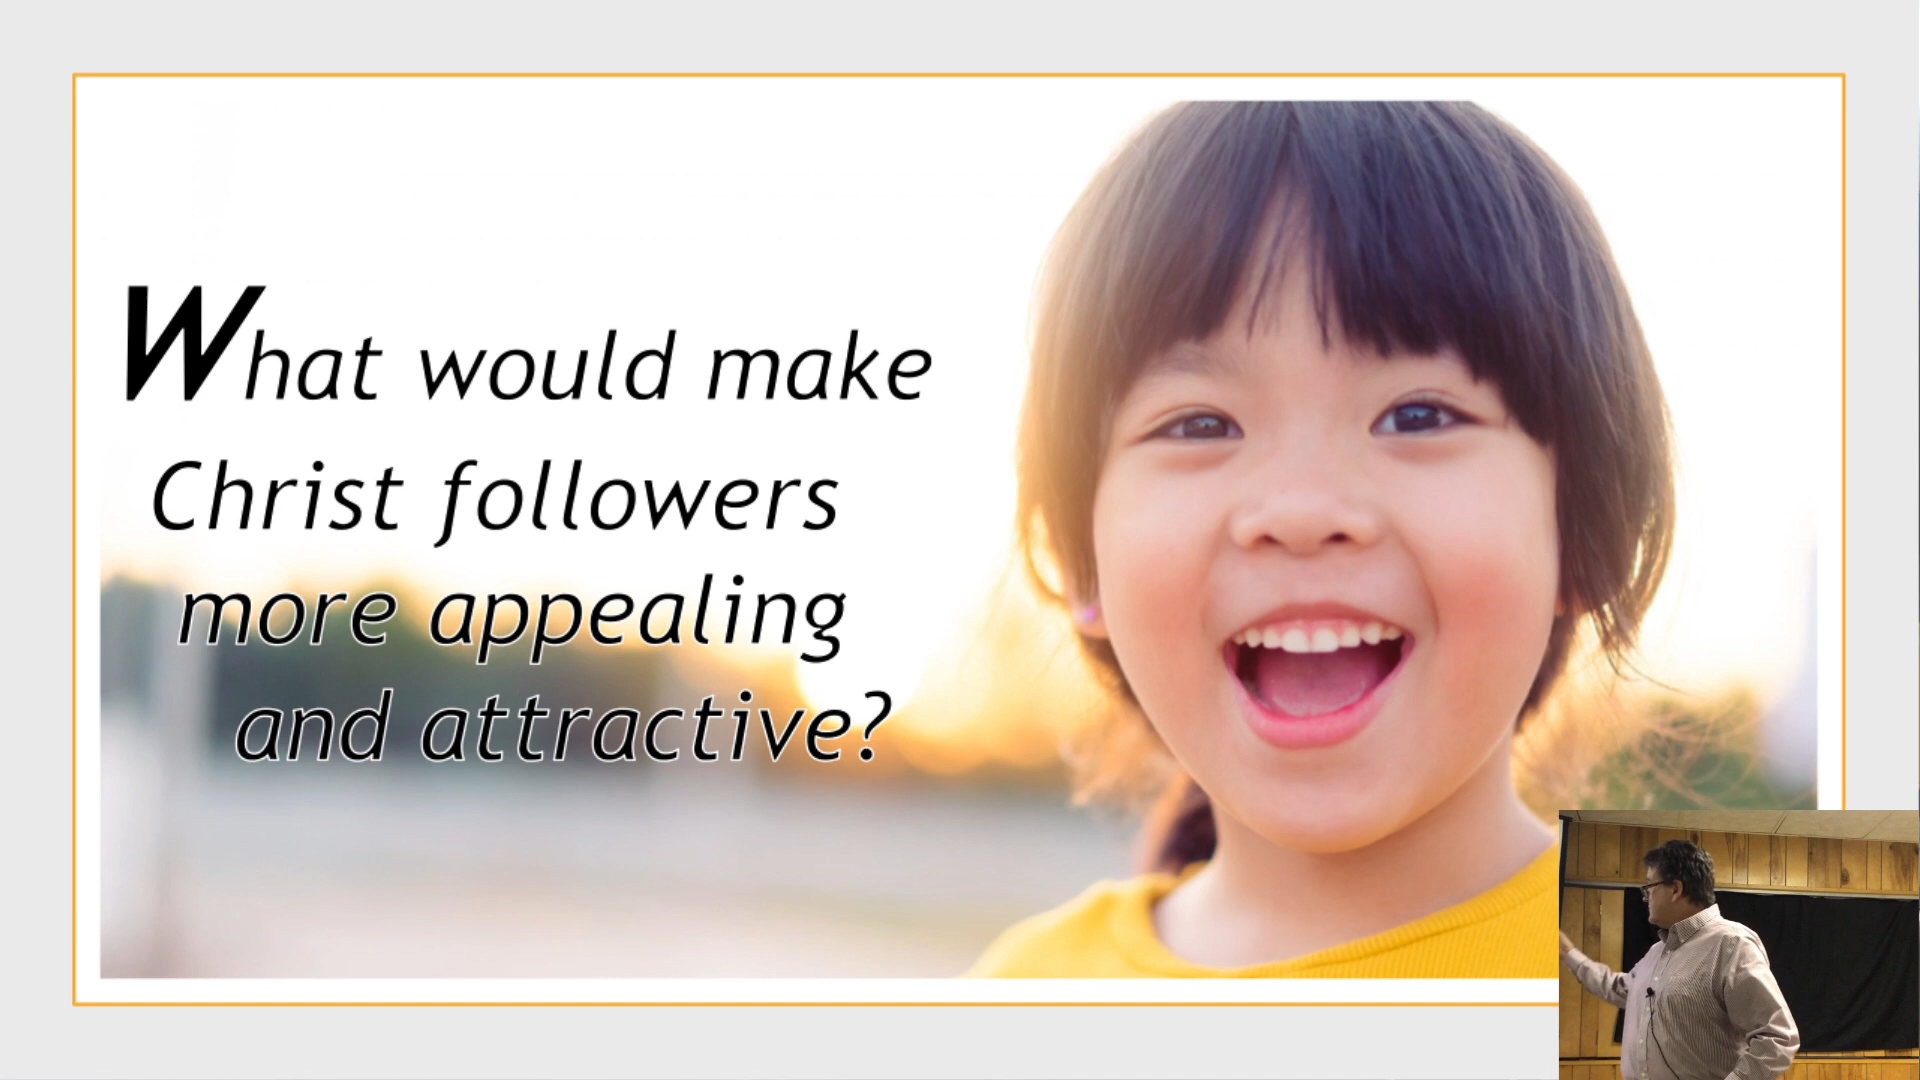 What would make
Christ followers
more appealing
and attractive?